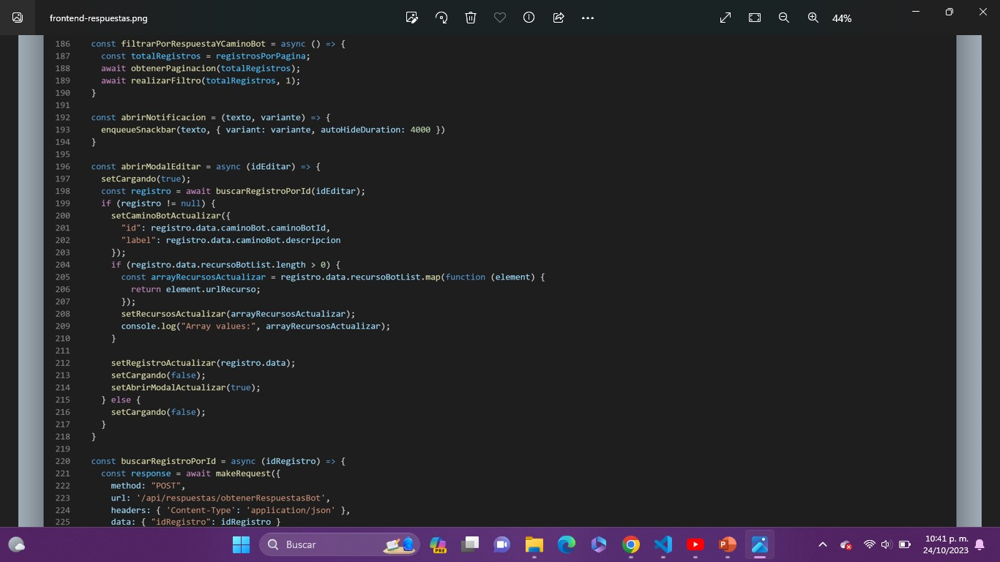 frontend-respuestas.png
44%
186 const filtrarPorRespuestaYCaminoBot = async () => {
187 const totalRegistros = registrosPorPagina;
188 await obtenerPaginacion(totalRegistros);
189 await realizarFiltro(totalRegistros, 1);
190 }
191
192 const abrirNotificacion = (texto, variante) => {
193 enqueueSnackbar(texto, { variant: variante, autoHideDuration: 4000 })
194 }
195
196 const abrirModalEditar = async (idEditar) => {
197 setCargando(true);
198 const registro = await buscarRegistroPorId(idEditar);
199 if (registro != null) {
200 setCaminoBotActualizar({
201 "id": registro.data.caminoBot.caminoBotId,
202 "label": registro.data.caminoBot.descripcion
203 });
204 if (registro.data.recursoBotList.length > 0) {
205 const arrayRecursosActualizar = registro.data.recursoBotList.map(function (element) {
206 return element.urlRecurso;
207 });
208 setRecursosActualizar(arrayRecursosActualizar);
209 console.log("Array values:", arrayRecursosActualizar);
210 }
211
212 setRegistroActualizar(registro.data);
213 setCargando(false);
214 setAbrirModalActualizar(true);
215 } else {
216 setCargando(false);
217 }
218 }
219
220 const buscarRegistroPorId = async (idRegistro) => {
221 const response = await makeRequest({
222 method: "POST",
223 url: '/api/respuestas/obtenerRespuestasBot',
224 headers: { 'Content-Type': 'application/json' },
225 data: { "idRegistro": idRegistro }
Buscar
PRE
10:41 p. m.
24/10/2023